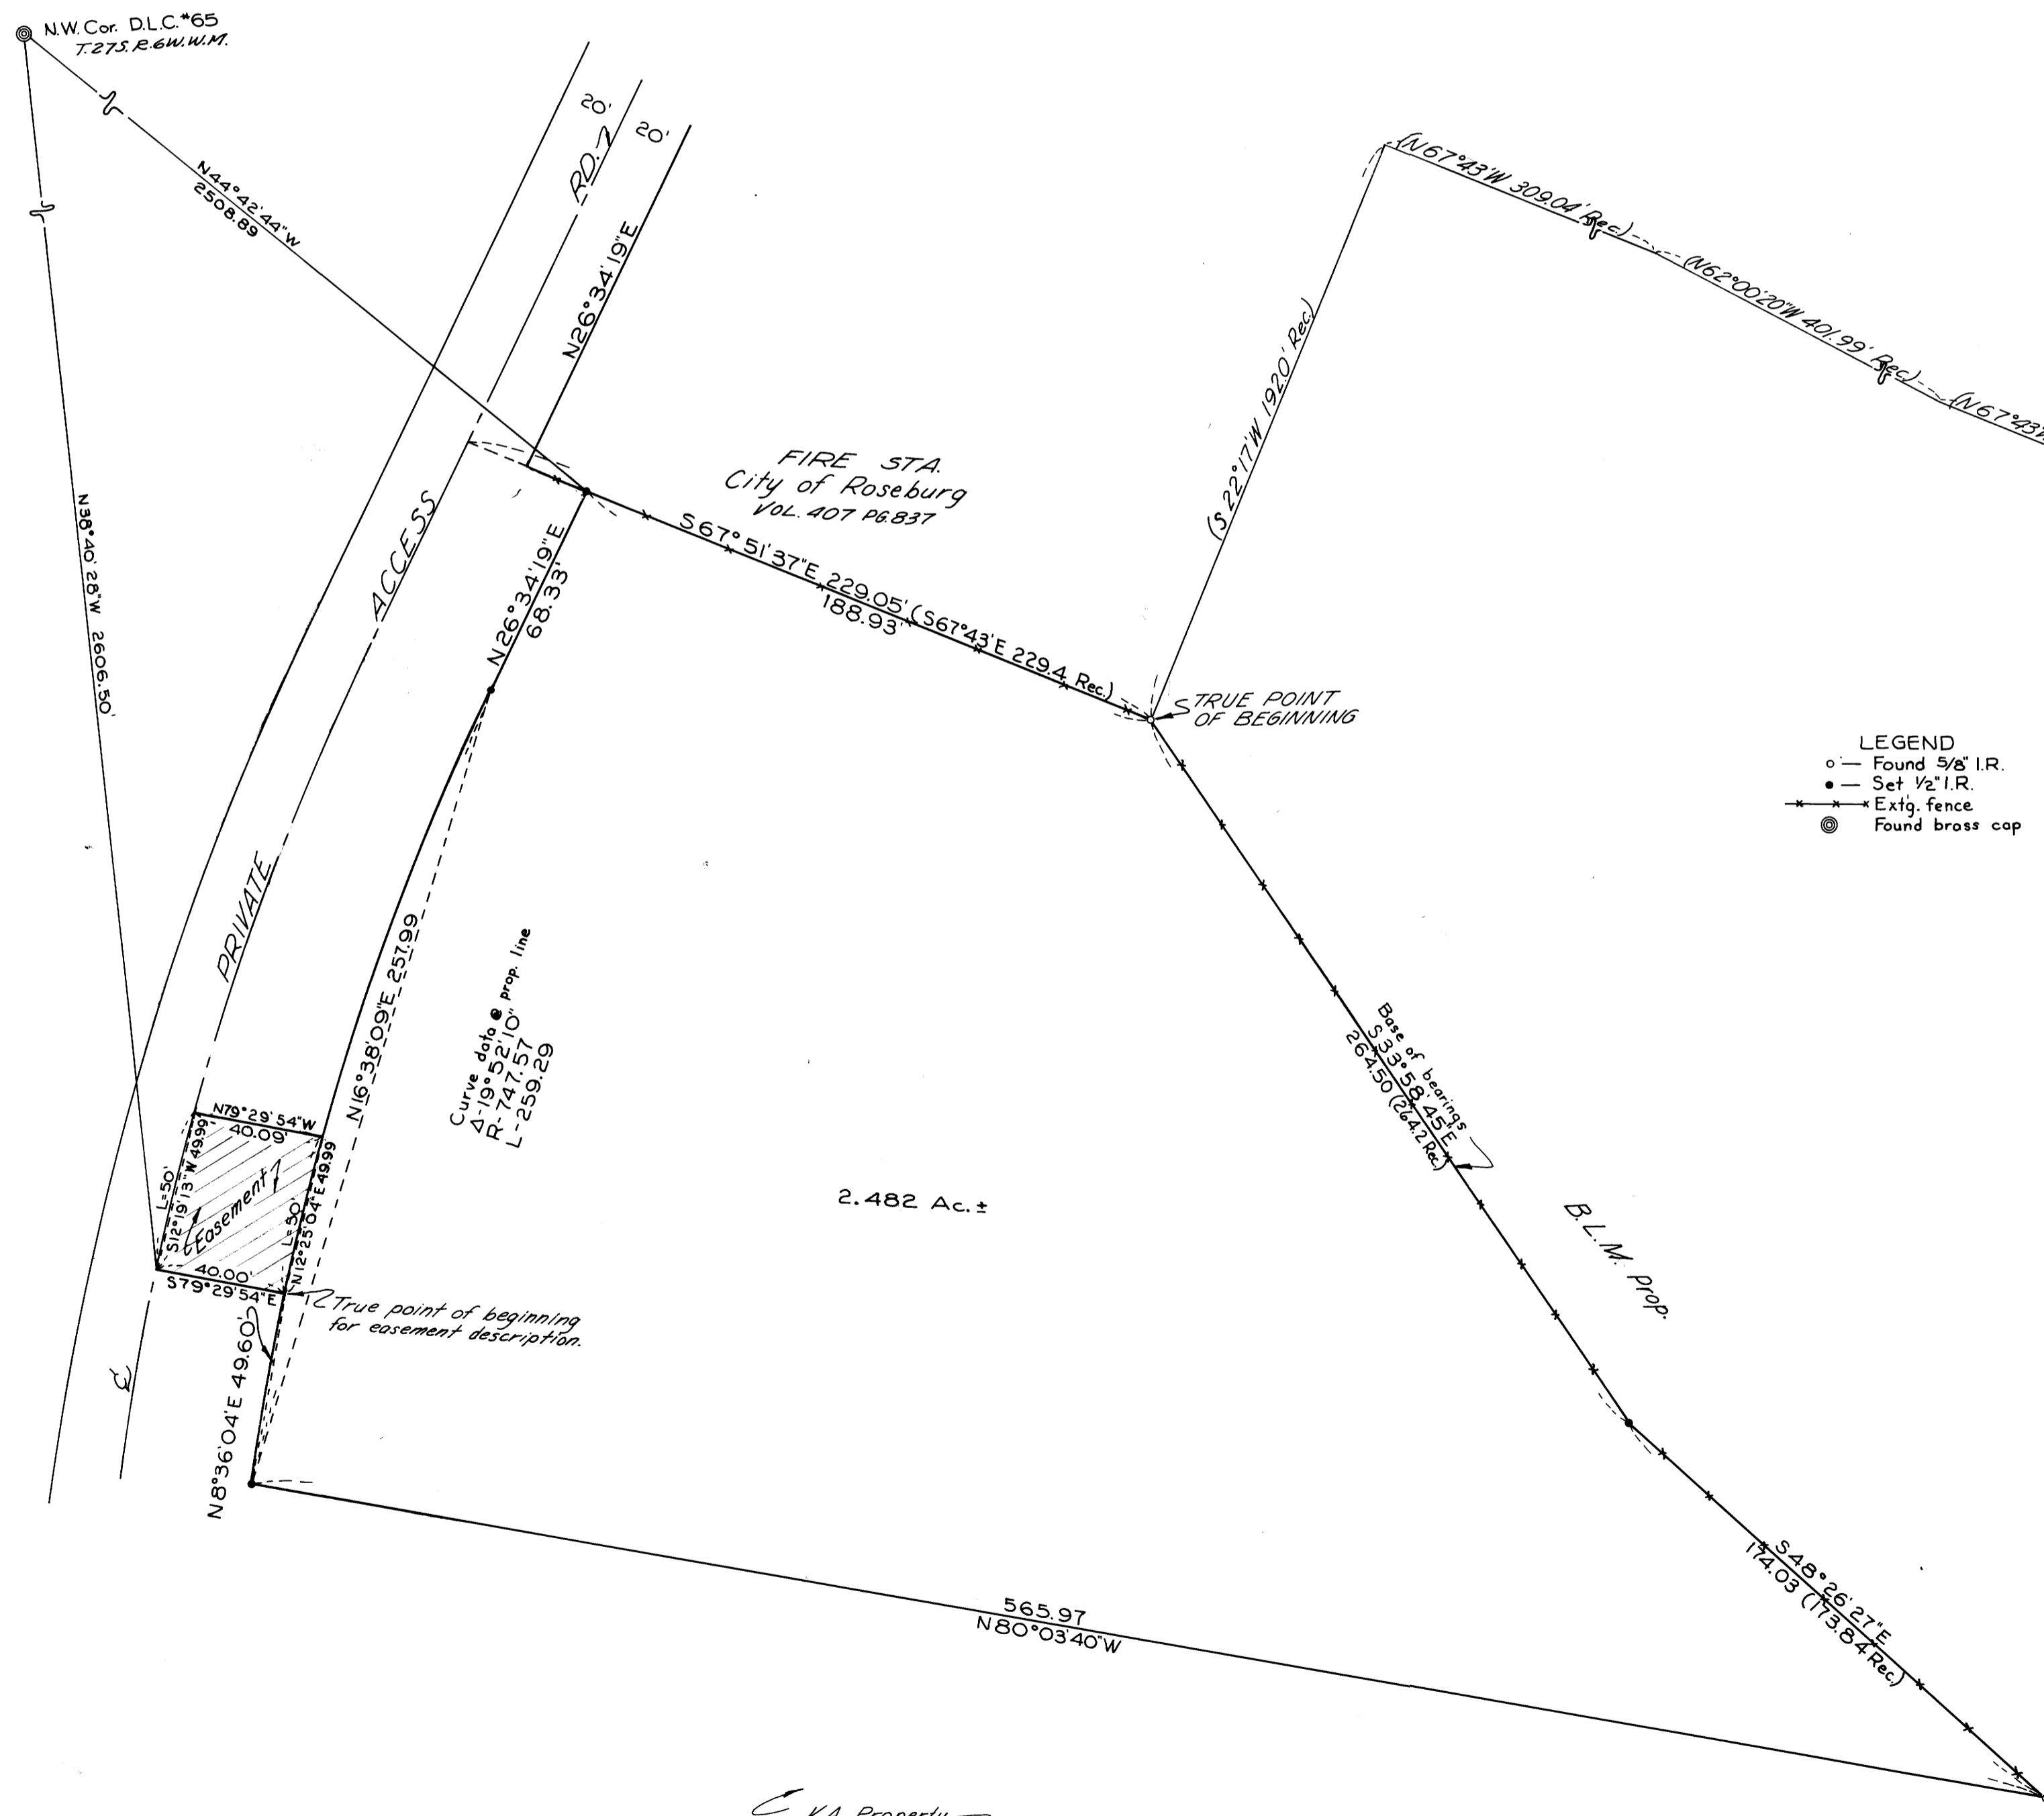 N.W. Cor. D.L.C. #65
T.27S. R.6W. W.M.
20'
20'
RD.
N44°42'44"W
2508.89
N26°34'19"E
(N67°43'W 309.04' Rec.)
(N62°00'20"W 401.99' Rec.)
(N67°43'W
(S22°17'W 192.0' Rec.)
FIRE STA.
City of Roseburg
VOL. 407 PG.837
N38°40'28"W 2606.50'
ACCESS
S67°51'37"E 229.05' (S67°43'E 229.4 Rec.)
188.93'
N26°34'19"E
68.33'
TRUE POINT
OF BEGINNING
LEGEND
Found 5/8" I.R.
Set 1/2" I.R.
Extg. fence
Found brass cap
PRIVATE
N16°38'09"E 257.99
Curve data @ prop. line
Δ-19°52'10"
R-747.57
L-259.29
Base of bearings
S33°58'45"E
264.50 (264.2 Rec.)
N79°29'54"W
40.09'
L=50'
S12°19'13"W 49.99'
Easement
L=50'
N12°25'04"E 49.99
40.00'
S79°29'54"E
2.482 Ac.±
B.L.M. Prop.
True point of beginning
for easement description.
℄
N8°36'04'E 49.60'
565.97
N80°03'40"W
S48°26'27"E
174.03 (173.84 Rec.)
V.A. Property